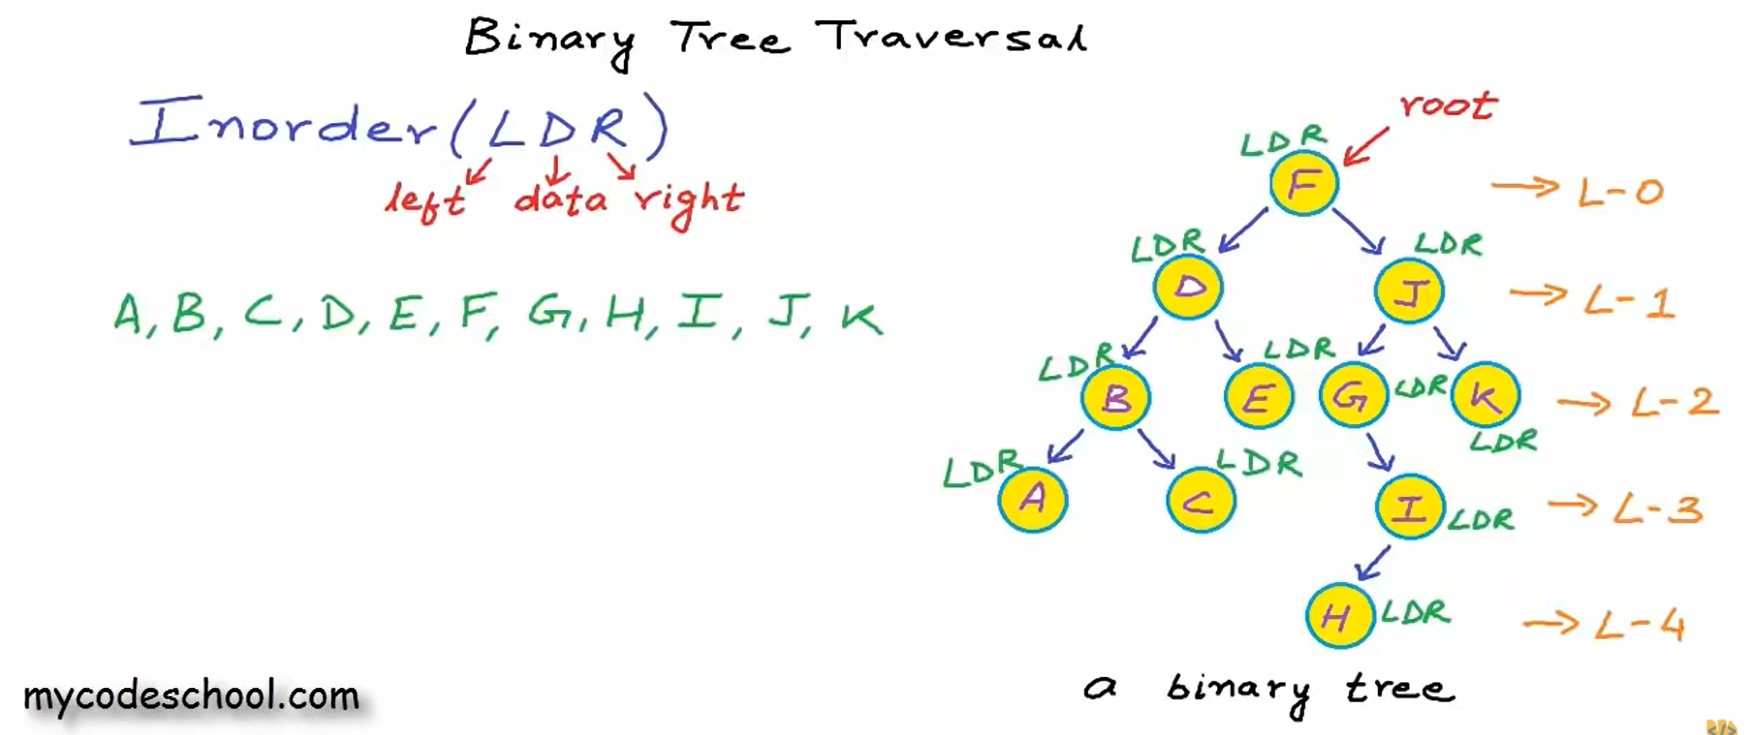 Binary Tree Traversal
Inorder(LDR)
left data right
A, B, C, D, E, F, G, H, I, J, K
root
LDR
F
→ L-0
LDR LDR
D J
→ L-1
LDR LDR
B E G LDR K
→ L-2
LDR
LDR LDR
A C I LDR
→ L-3
H LDR
→ L-4
a binary tree
mycodeschool.com
</>